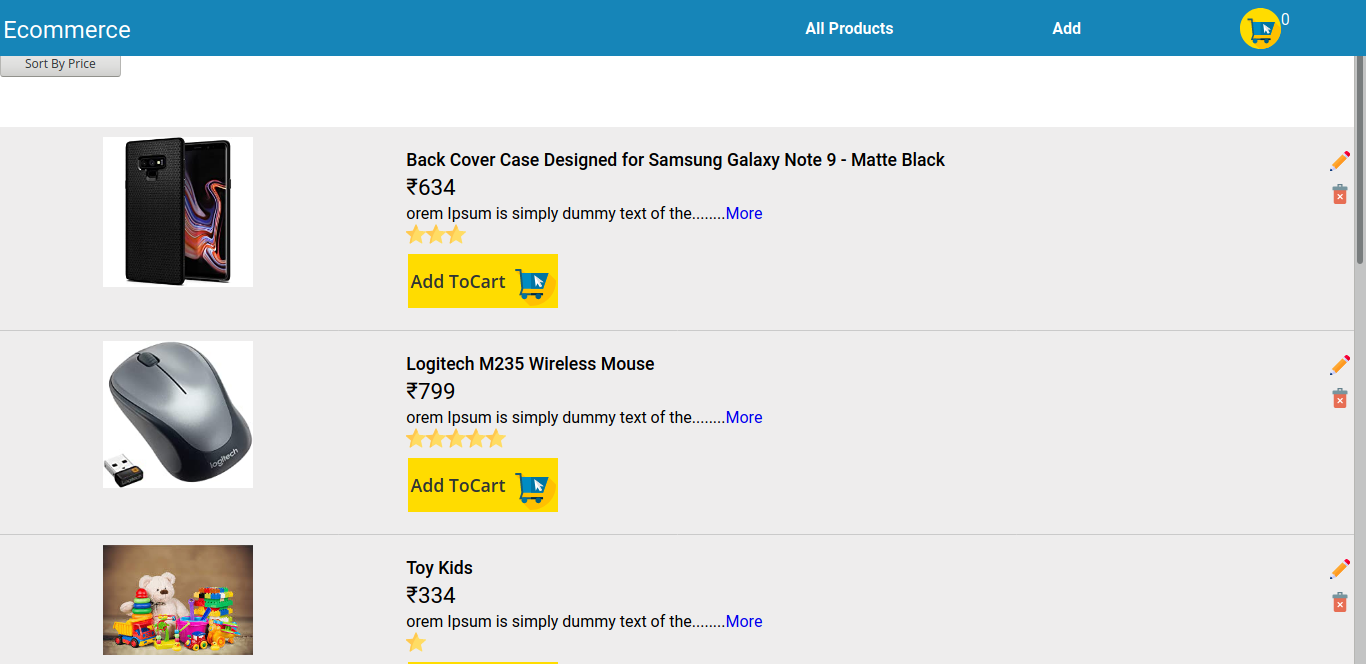 Ecommerce
All Products
Add
0
Sort By Price
Back Cover Case Designed for Samsung Galaxy Note 9 - Matte Black
₹634
orem Ipsum is simply dummy text of the........More
Add ToCart
Logitech M235 Wireless Mouse
₹799
orem Ipsum is simply dummy text of the........More
Add ToCart
logitech
Toy Kids
₹334
orem Ipsum is simply dummy text of the........More